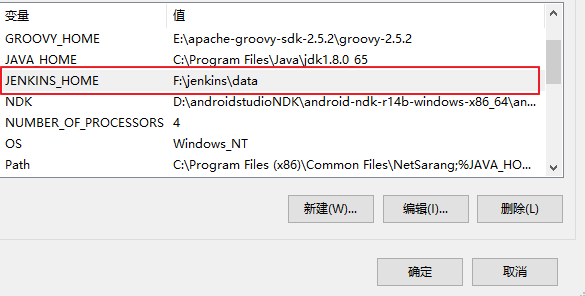 变量 值
GROOVY_HOME E:\apache-groovy-sdk-2.5.2\groovy-2.5.2
JAVA_HOME C:\Program Files\Java\jdk1.8.0_65
JENKINS_HOME F:\jenkins\data
NDK D:\androidstudioNDK\android-ndk-r14b-windows-x86_64\an...
NUMBER_OF_PROCESSORS 4
OS Windows_NT
Path C:\Program Files (x86)\Common Files\NetSarang;%JAVA_HO...
新建(W)... 编辑(I)... 删除(L)
确定 取消